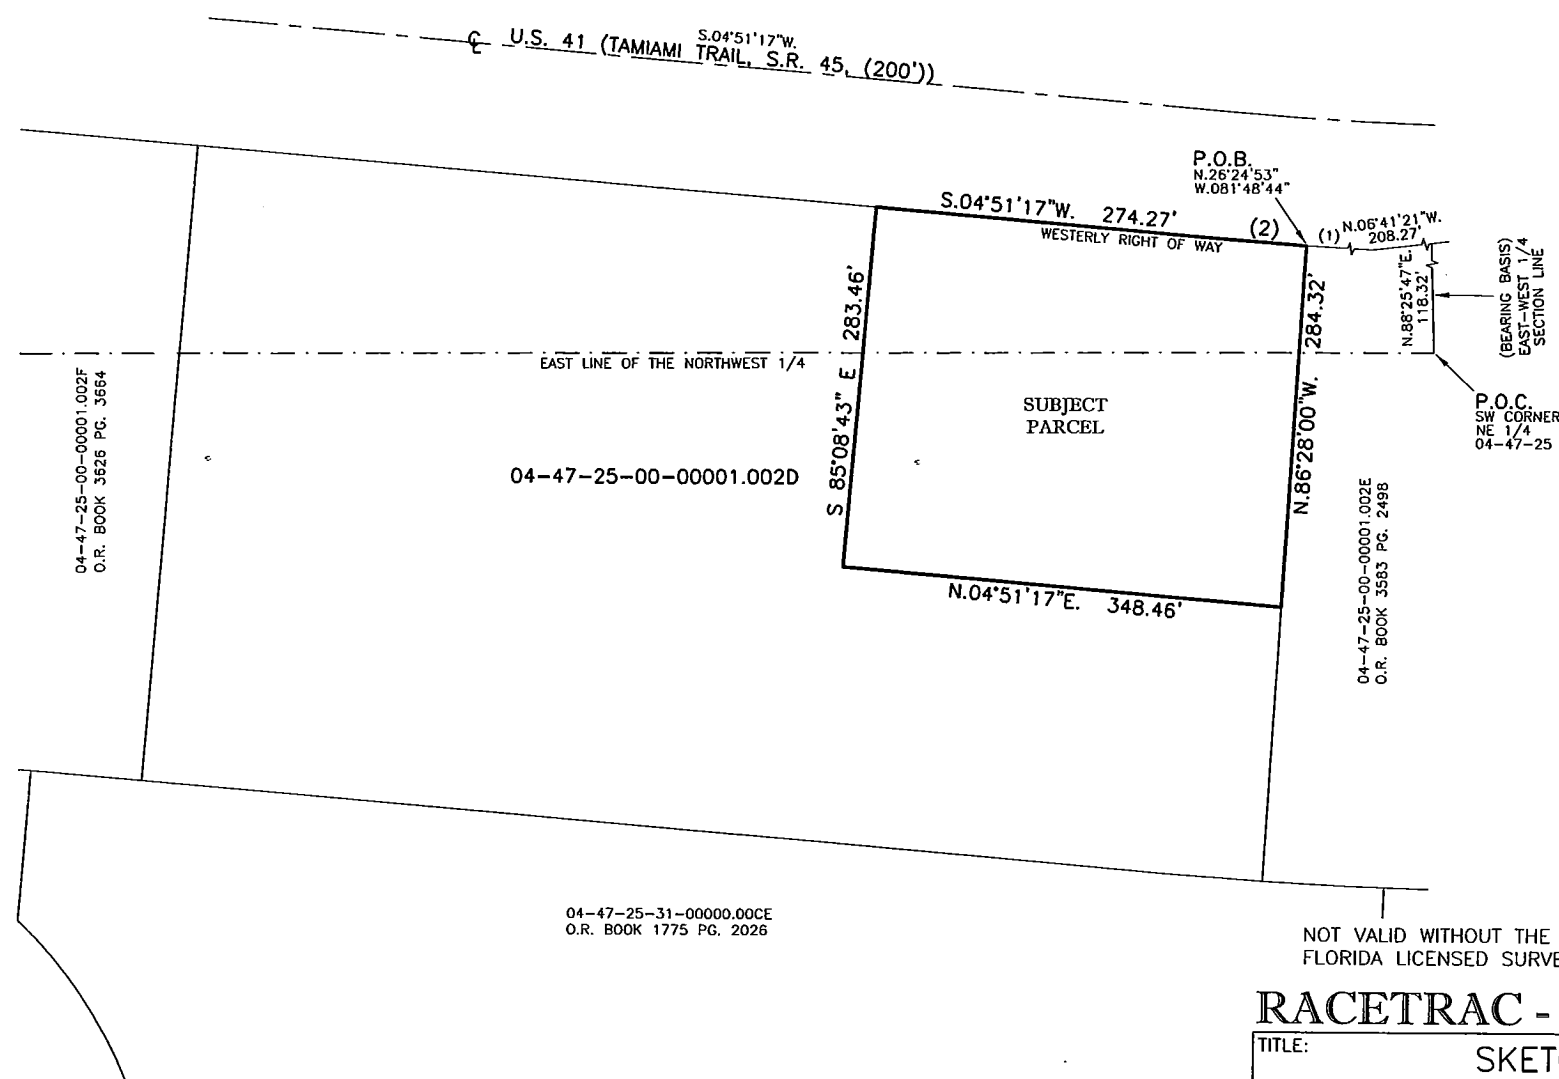 ℄ U.S. 41 (TAMIAMI TRAIL, S.R. 45, (200'))
S.04°51'17"W.
P.O.B.
N.26°24'53"
W.081°48'44"
S.04°51'17"W. 274.27' (2)
WESTERLY RIGHT OF WAY
(1) N.06°41'21"W.
208.27'
N.88°25'47"E.
118.32'
(BEARING BASIS)
EAST-WEST 1/4
SECTION LINE
S 85°08'43" E 283.46'
N.86°28'00"W. 284.32'
EAST LINE OF THE NORTHWEST 1/4
P.O.C.
SW CORNER
NE 1/4
04-47-25
SUBJECT
PARCEL
04-47-25-00-00001.002F
O.R. BOOK 3626 PG. 3664
04-47-25-00-00001.002D
04-47-25-00-00001.002E
O.R. BOOK 3583 PG. 2498
N.04°51'17"E. 348.46'
04-47-25-31-00000.00CE
O.R. BOOK 1775 PG. 2026
NOT VALID WITHOUT THE
FLORIDA LICENSED SURVE
RACETRAC -
TITLE:
SKET